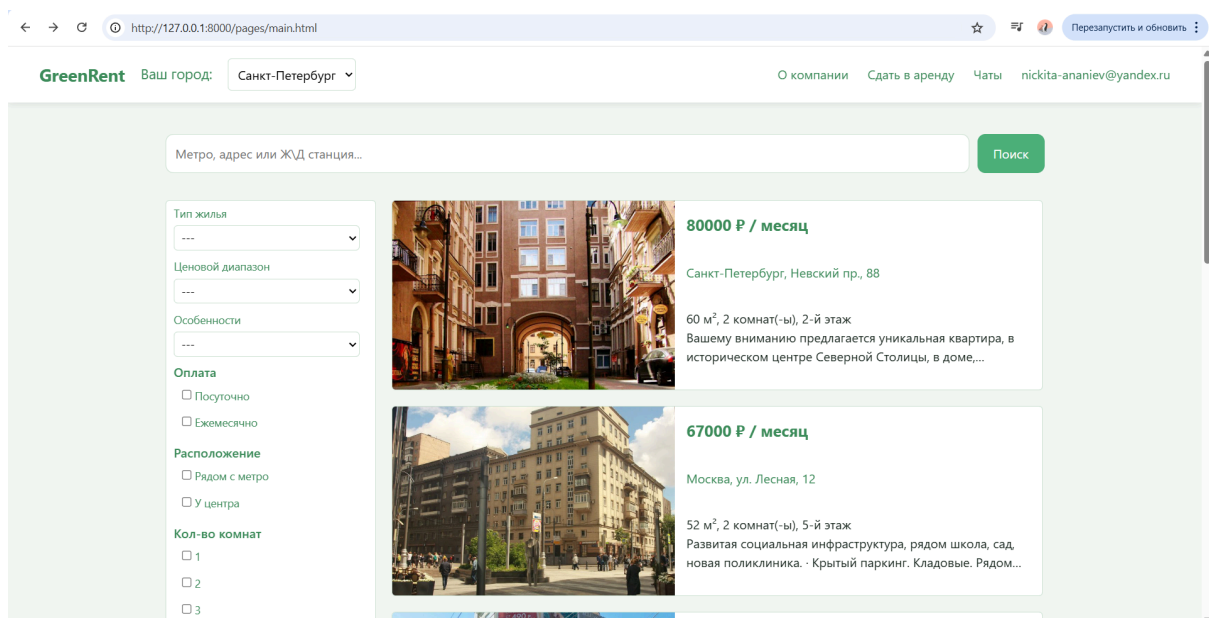 http://127.0.0.1:8000/pages/main.html
Перезапустить и обновить
GreenRent Ваш город: Санкт-Петербург О компании Сдать в аренду Чаты nickita-ananiev@yandex.ru
Метро, адрес или Ж\Д станция... Поиск
Тип жилья
---
Ценовой диапазон
---
Особенности
---
Оплата
Посуточно
Ежемесячно
Расположение
Рядом с метро
У центра
Кол-во комнат
1
2
3
80000 ₽ / месяц
Санкт-Петербург, Невский пр., 88
60 м², 2 комнат(-ы), 2-й этаж
Вашему вниманию предлагается уникальная квартира, в
историческом центре Северной Столицы, в доме,...
67000 ₽ / месяц
Москва, ул. Лесная, 12
52 м², 2 комнат(-ы), 5-й этаж
Развитая социальная инфраструктура, рядом школа, сад,
новая поликлиника. · Крытый паркинг. Кладовые. Рядом...